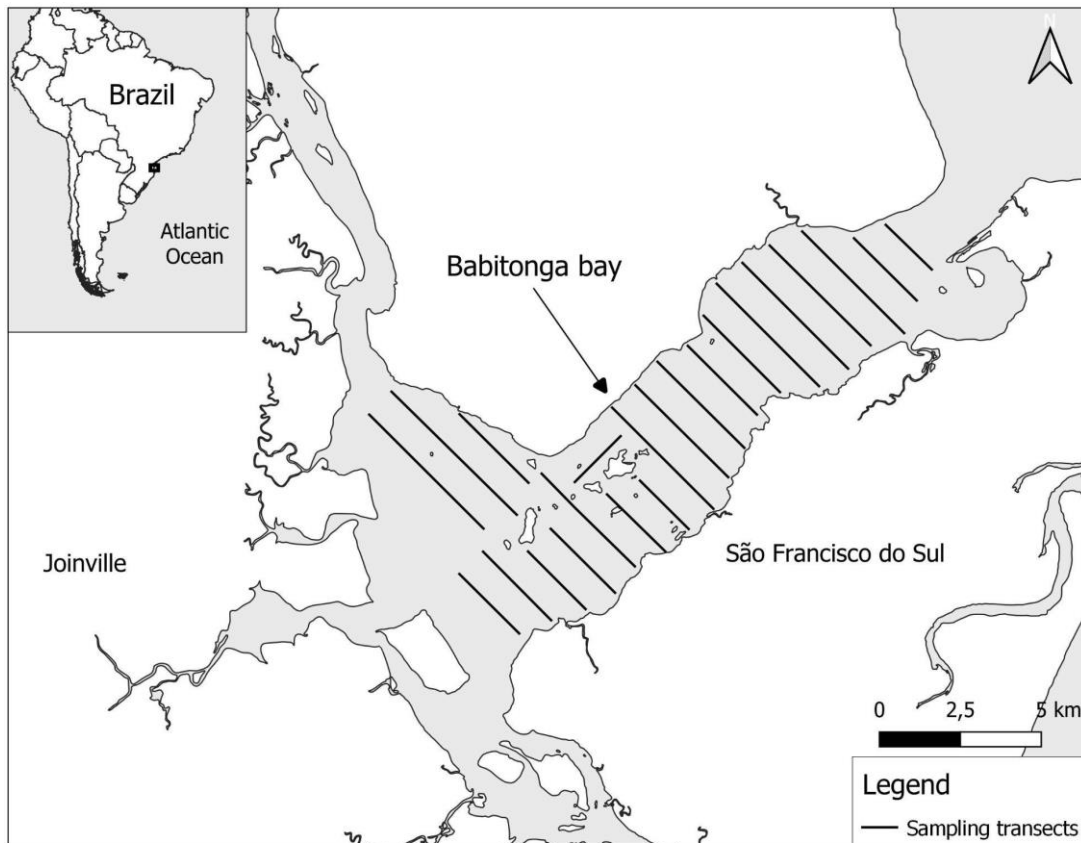 Brazil
Atlantic
Ocean
N
Babitonga bay
Joinville
São Francisco do Sul
0 2,5 5 km
Legend
Sampling transects